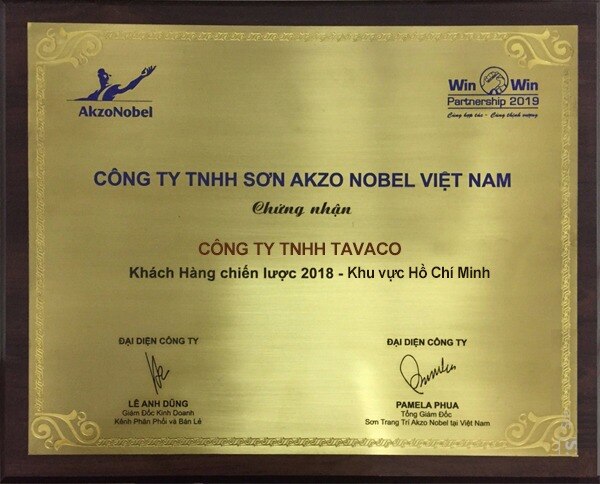 AkzoNobel
Win Win
Partnership 2019
Cùng hợp tác - Cùng thịnh vượng
CÔNG TY TNHH SƠN AKZO NOBEL VIỆT NAM
Chứng nhận
CÔNG TY TNHH TAVACO
Khách Hàng chiến lược 2018 - Khu vực Hồ Chí Minh
ĐẠI DIỆN CÔNG TY
LÊ ANH DŨNG
Giám Đốc Kinh Doanh
Kênh Phân Phối và Bán Lẻ
ĐẠI DIỆN CÔNG TY
PAMELA PHUA
Tổng Giám Đốc
Sơn Trang Trí Akzo Nobel tại Việt Nam